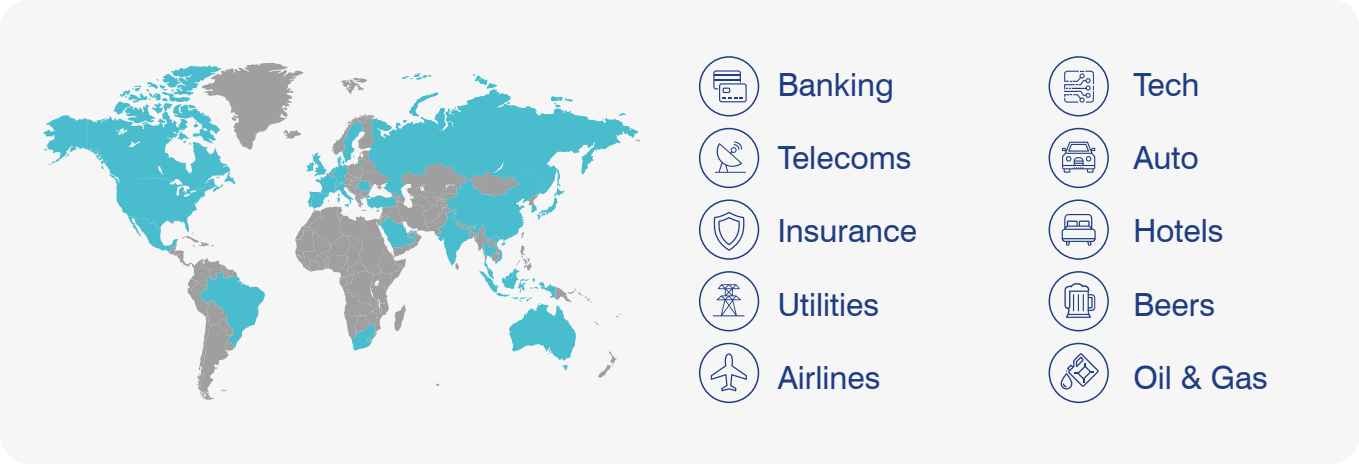 Banking
Telecoms
Insurance
Utilities
Airlines
Tech
Auto
Hotels
Beers
Oil & Gas